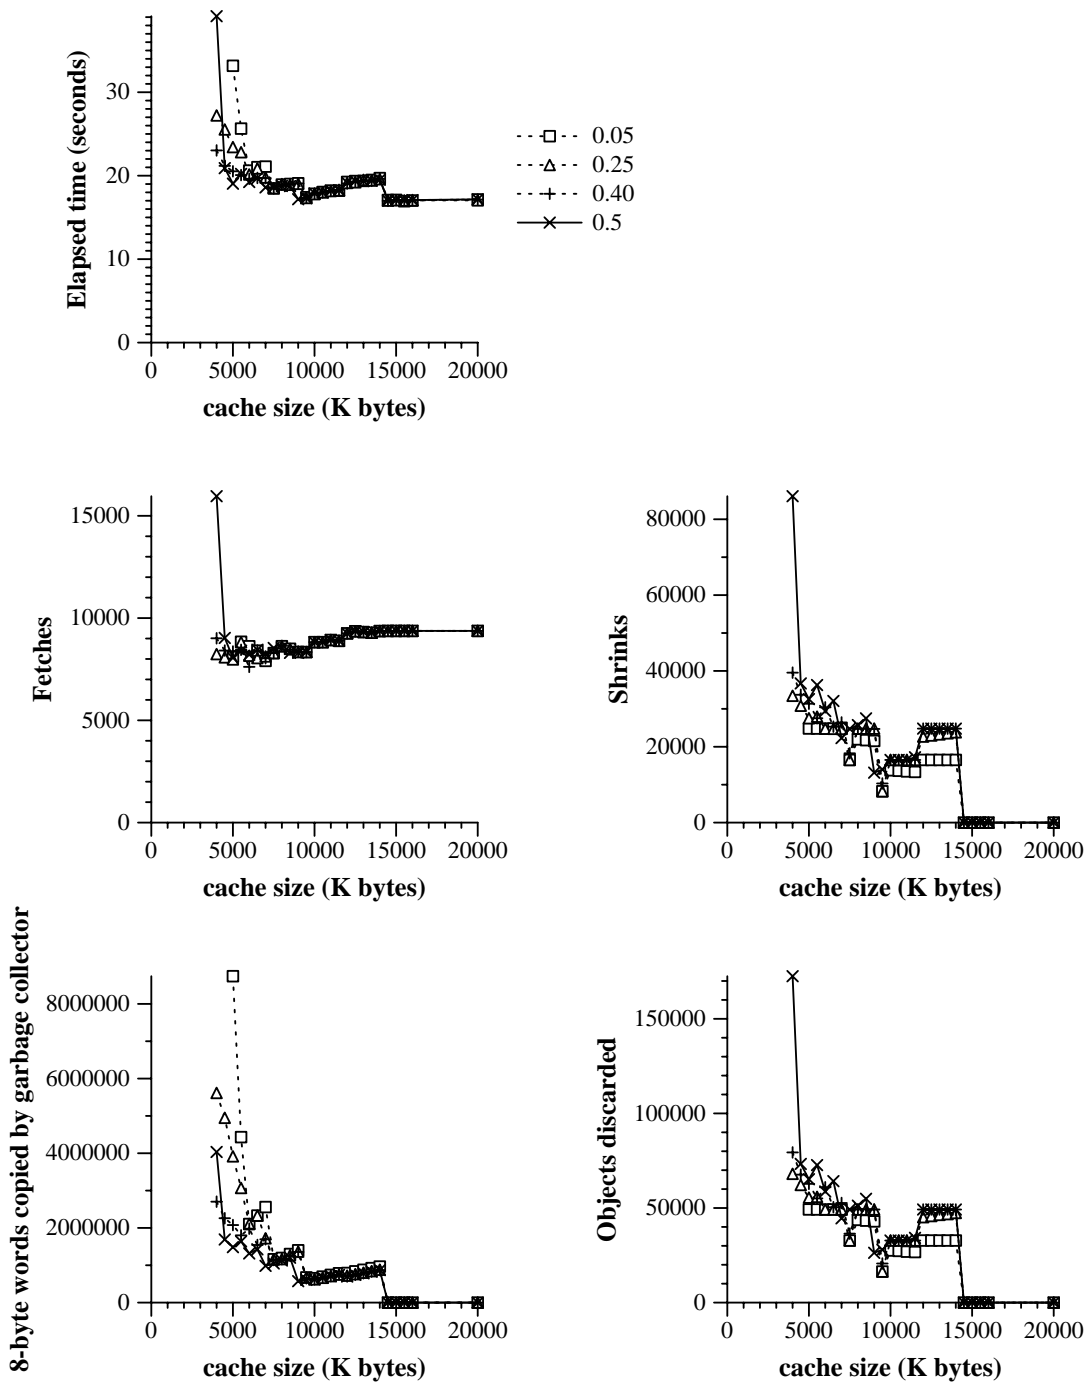 Elapsed time (seconds)
30
20
10
0
0 5000 10000 15000 20000
cache size (K bytes)
0.05
0.25
0.40
0.5
Fetches
15000
10000
5000
0
0 5000 10000 15000 20000
cache size (K bytes)
Shrinks
80000
60000
40000
20000
0
0 5000 10000 15000 20000
cache size (K bytes)
8-byte words copied by garbage collector
8000000
6000000
4000000
2000000
0
0 5000 10000 15000 20000
cache size (K bytes)
Objects discarded
150000
100000
50000
0
0 5000 10000 15000 20000
cache size (K bytes)